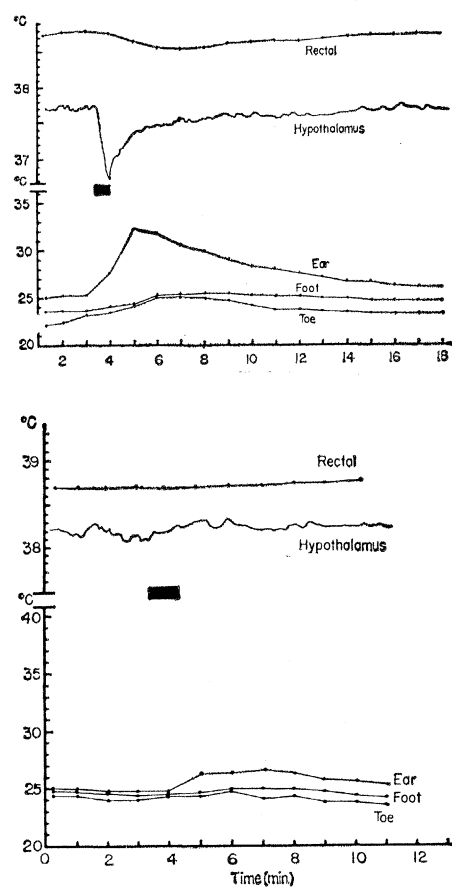 °C
Rectal
38
Hypothalamus
37
°C
35
30
Ear
Foot
25
Toe
20
2 4 6 8 10 12 14 16 18
°C
39
Rectal
38
Hypothalamus
°C
40
35
30
Ear
25
Foot
Toe
20
0 2 4 6 8 10 12
Time (min.)